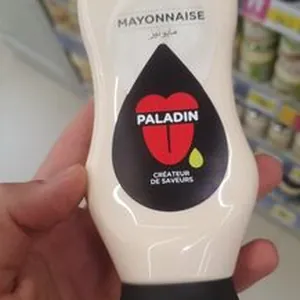 MAYONNAISE
مايونيز
PALADIN
CRÉATEUR
DE SAVEURS